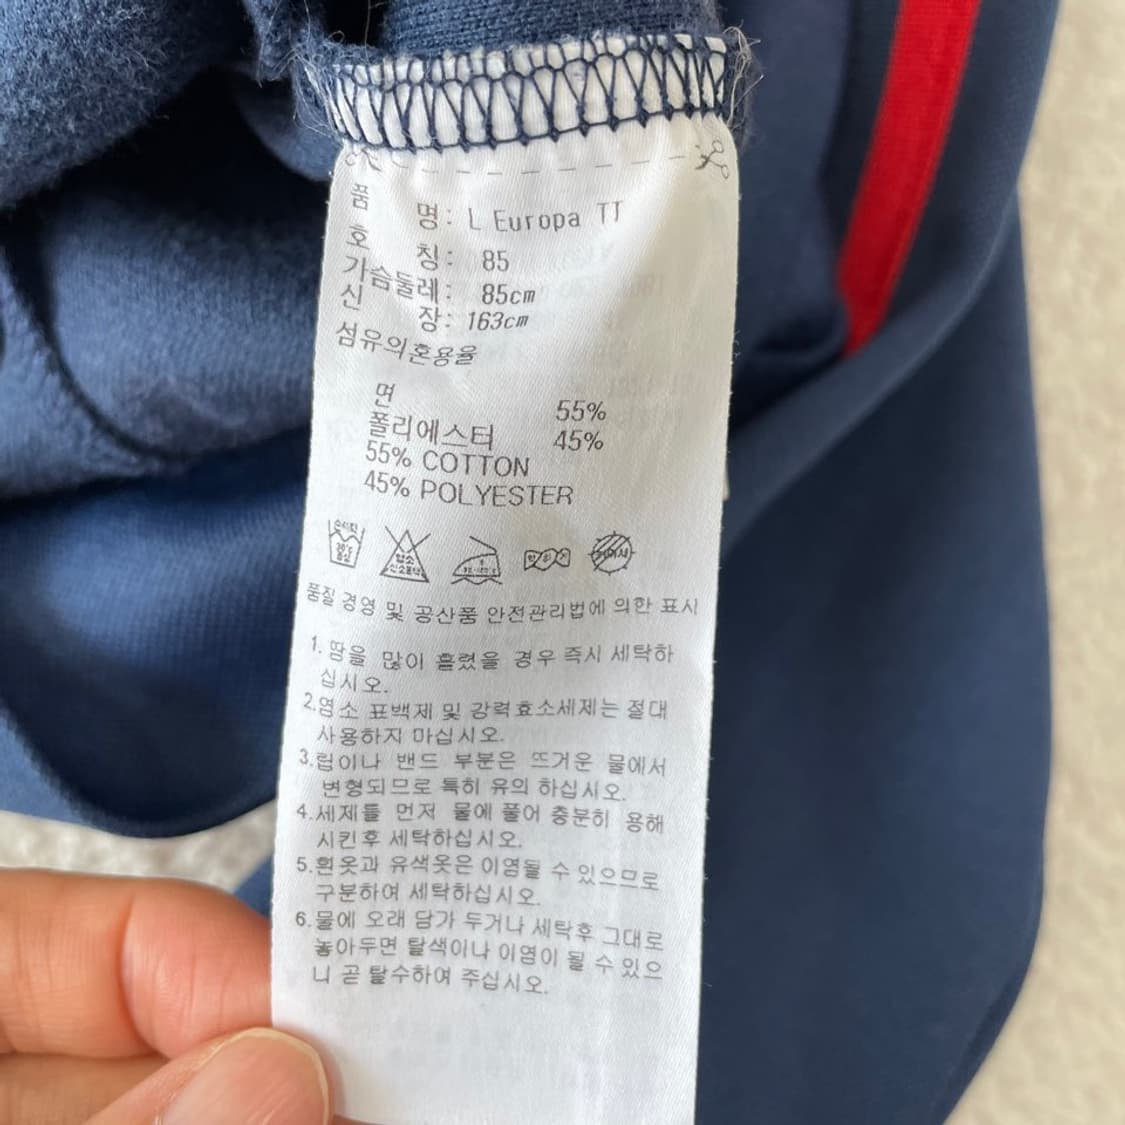 품 명: L Europa TT
호 칭: 85
가슴둘레: 85cm
신 장: 163cm
섬유의혼용율
면 55%
폴리에스터 45%
55% COTTON
45% POLYESTER
품질 경영 및 공산품 안전관리법에 의한 표시
1. 땀을 많이 흘렸을 경우 즉시 세탁하
십시오.
2.염소 표백제 및 강력효소세제는 절대
사용하지 마십시오.
3.립이나 밴드 부분은 뜨거운 물에서
변형되므로 특히 유의 하십시오.
4.세제를 먼저 물에 풀어 충분히 용해
시킨후 세탁하십시오.
5.흰옷과 유색옷은 이염될 수 있으므로
구분하여 세탁하십시오.
6.물에 오래 담가 두거나 세탁후 그대로
놓아두면 탈색이나 이염이 될 수 있으
니 곧 탈수하여 주십시오.